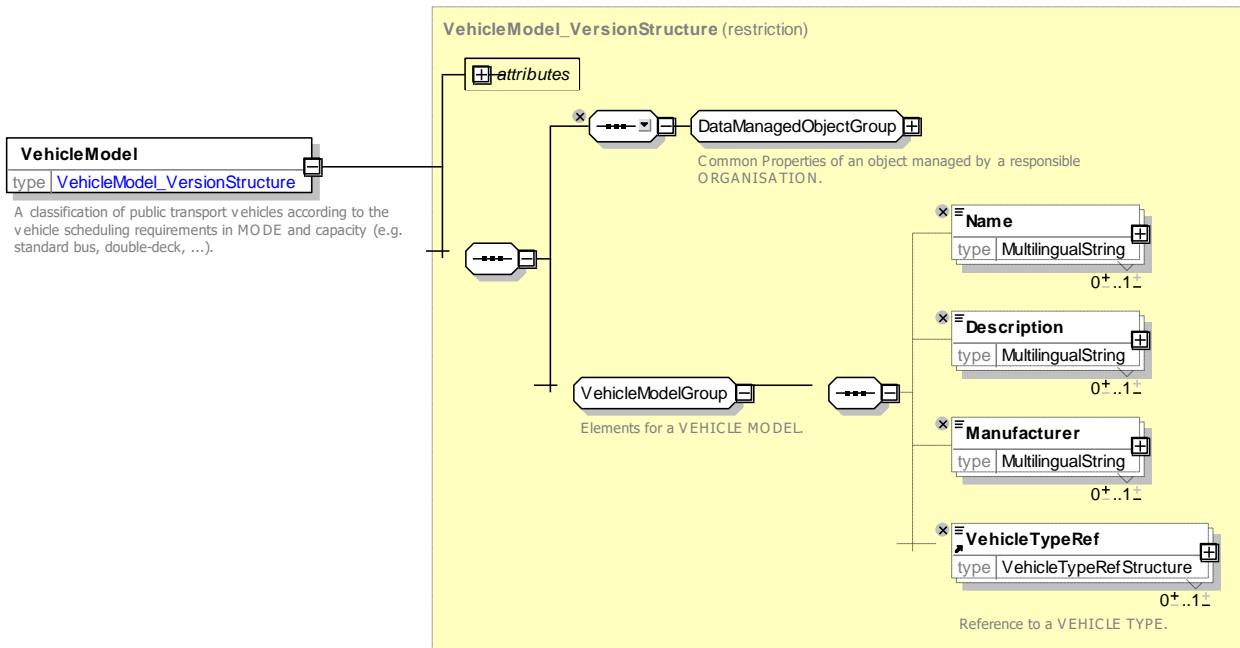 VehicleModel_VersionStructure (restriction)
attributes
DataManagedObjectGroup
Common Properties of an object managed by a responsible
ORGANISATION.
VehicleModel
type VehicleModel_VersionStructure
A classification of public transport vehicles according to the
vehicle scheduling requirements in MODE and capacity (e.g.
standard bus, double-deck, ...).
Name
type MultilingualString
0±..1±
Description
type MultilingualString
0±..1±
VehicleModelGroup
Elements for a VEHICLE MODEL.
Manufacturer
type MultilingualString
0±..1±
VehicleTypeRef
type VehicleTypeRefStructure
0±..1±
Reference to a VEHICLE TYPE.